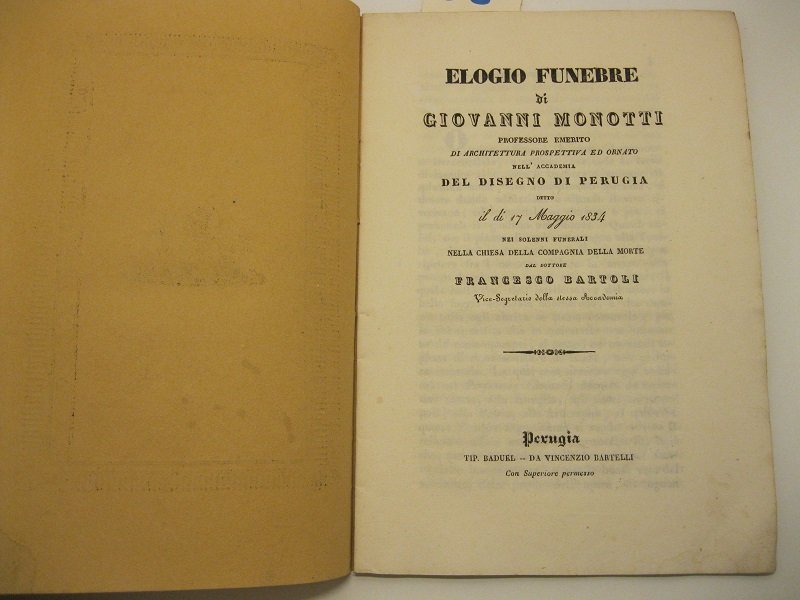 ELOGIO FUNEBRE
di
GIOVANNI MONOTTI
PROFESSORE EMERITO
DI ARCHITETTURA PROSPETTIVA ED ORNATO
NELL' ACCADEMIA
DEL DISEGNO DI PERUGIA
DETTO
il dì 17 Maggio 1834
NEI SOLENNI FUNERALI
NELLA CHIESA DELLA COMPAGNIA DELLA MORTE
DAL DOTTORE
FRANCESCO BARTOLI
Vice-Segretario della stessa Accademia
Perugia
TIP. BADUEL -- DA VINCENZIO BARTELLI
Con Superiore permesso